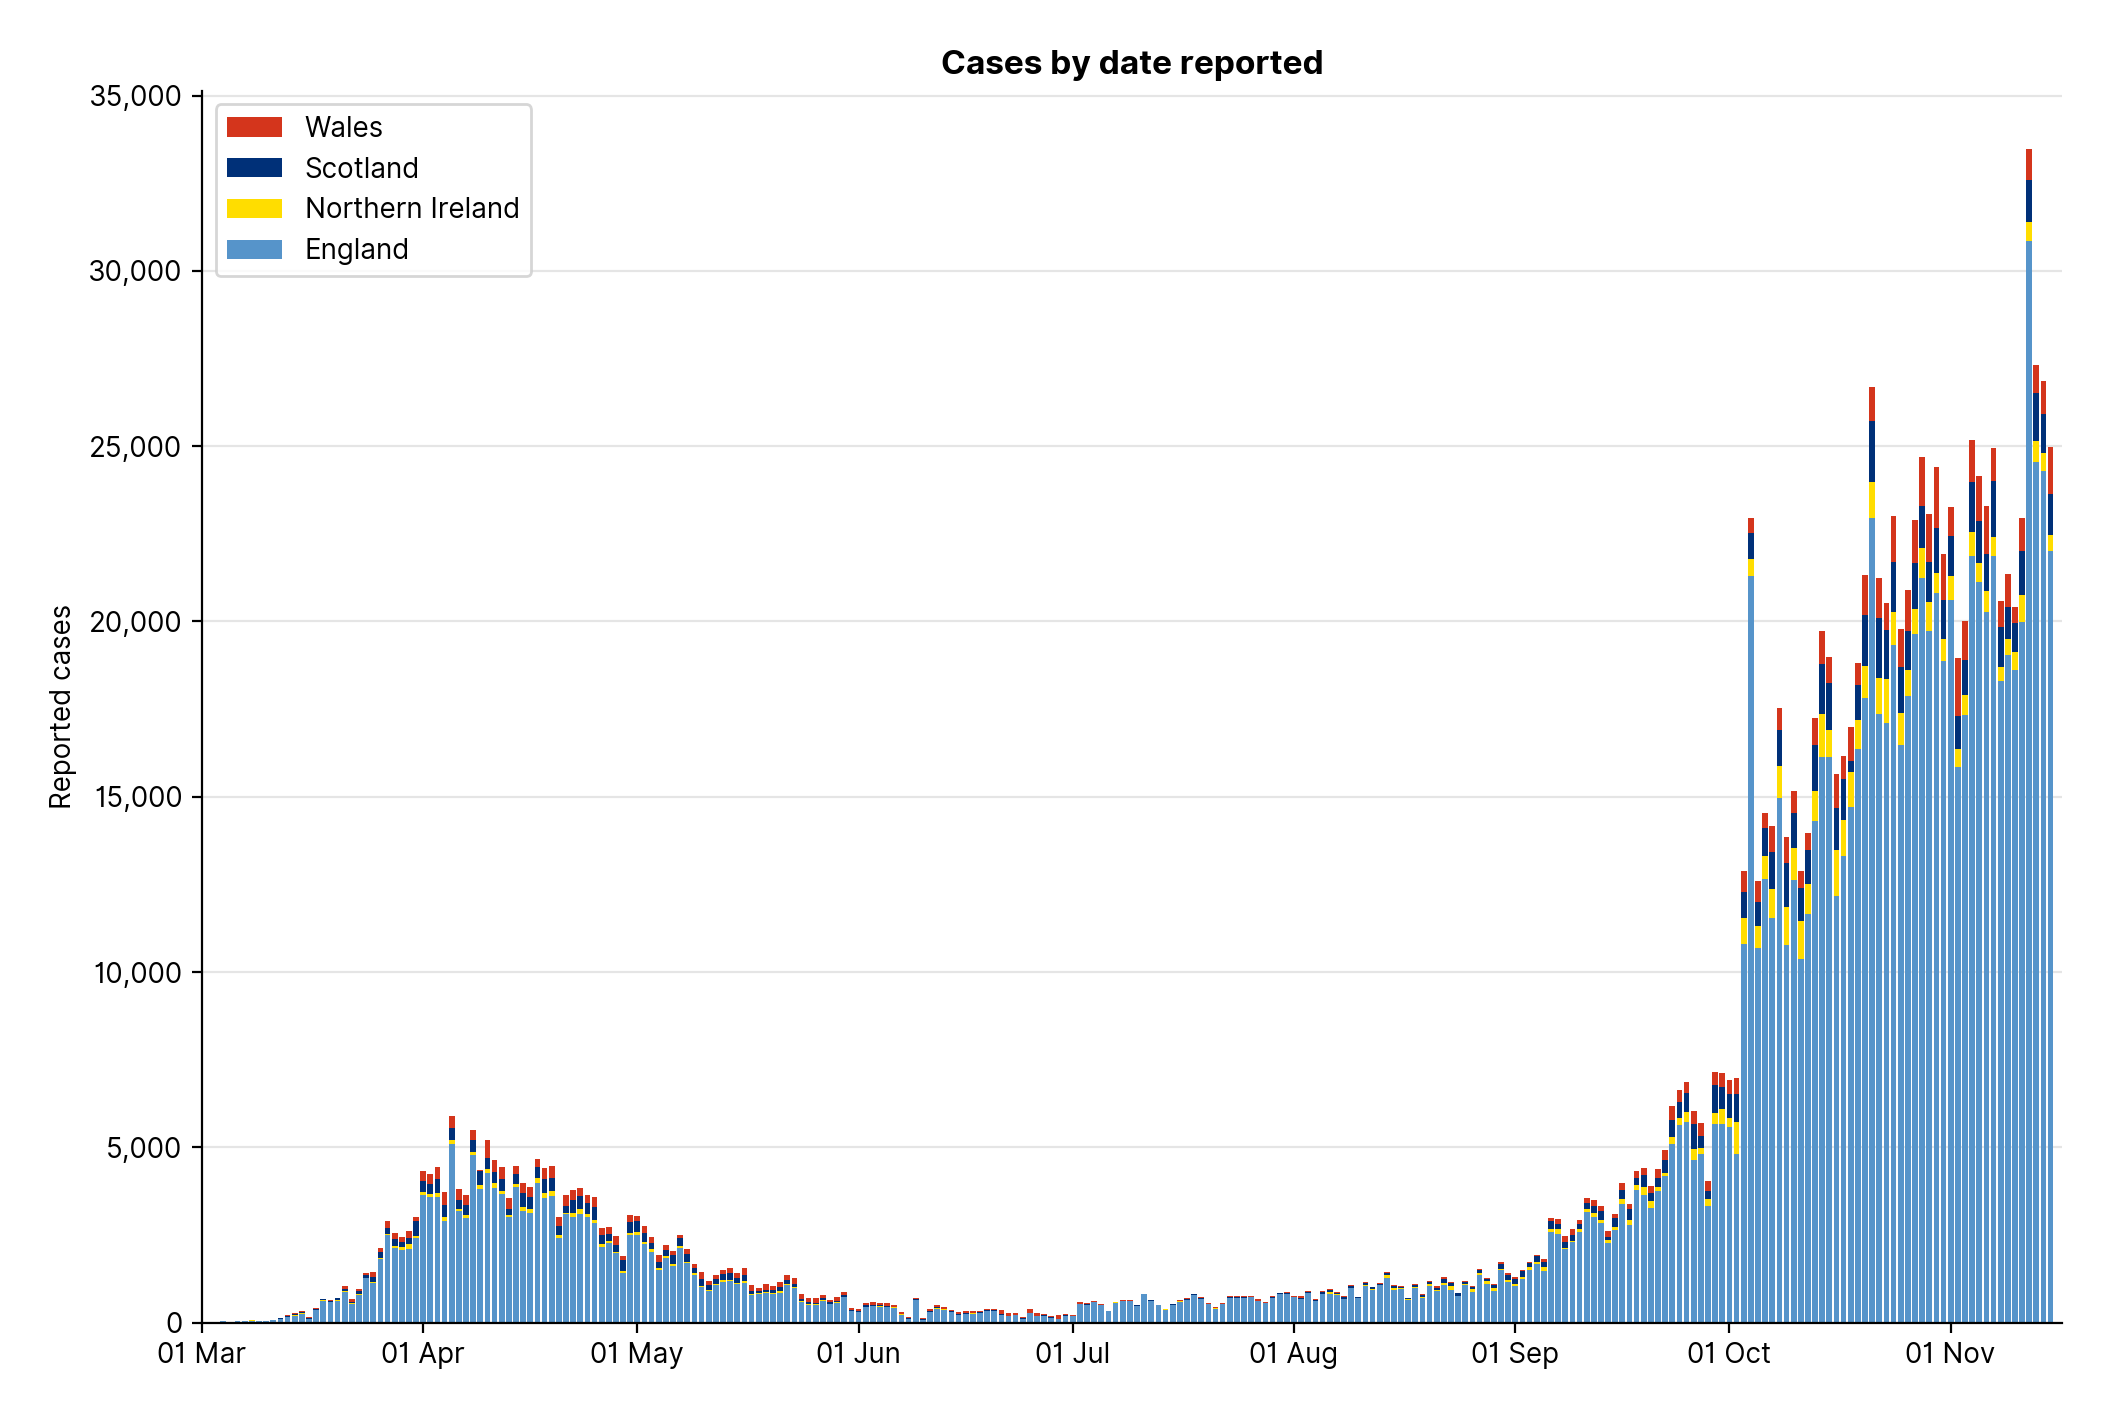 Cases by date reported
35,000
30,000
25,000
20,000
15,000
10,000
5,000
0
Reported cases
Wales
Scotland
Northern Ireland
England
01 Mar
01 Apr
01 May
01 Jun
01 Jul
01 Aug
01 Sep
01 Oct
01 Nov